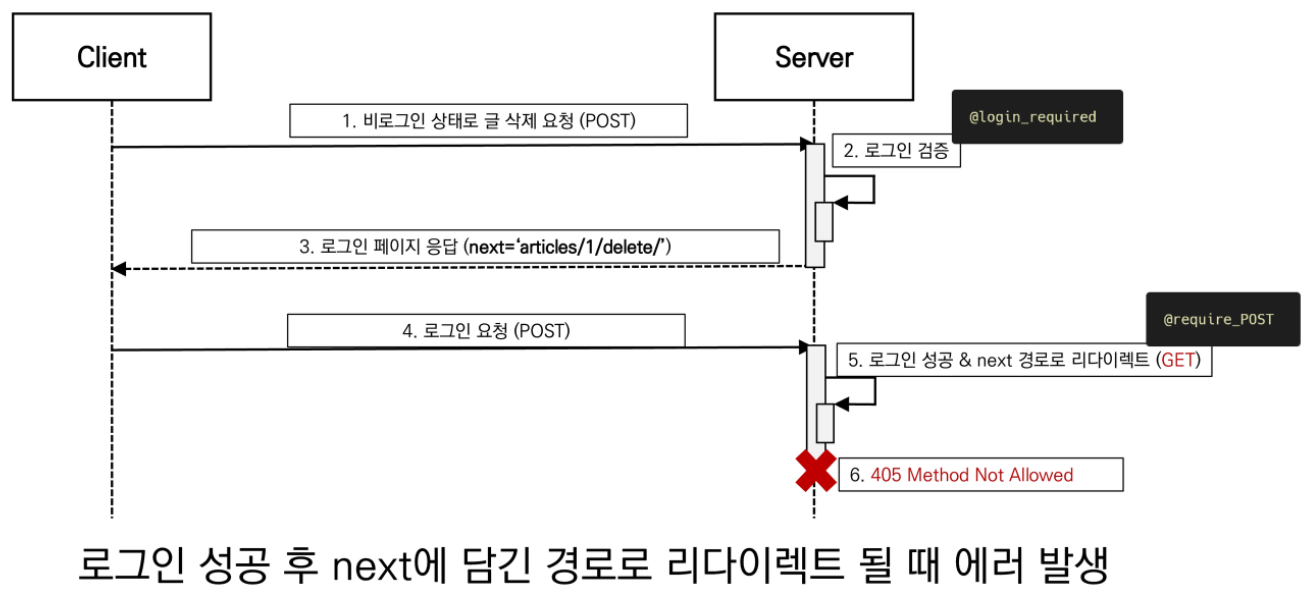 Client
Server
1. 비로그인 상태로 글 삭제 요청 (POST)
@login_required
2. 로그인 검증
3. 로그인 페이지 응답 (next=‘articles/1/delete/’)
4. 로그인 요청 (POST)
@require_POST
5. 로그인 성공 & next 경로로 리다이렉트 (GET)
6. 405 Method Not Allowed
로그인 성공 후 next에 담긴 경로로 리다이렉트 될 때 에러 발생